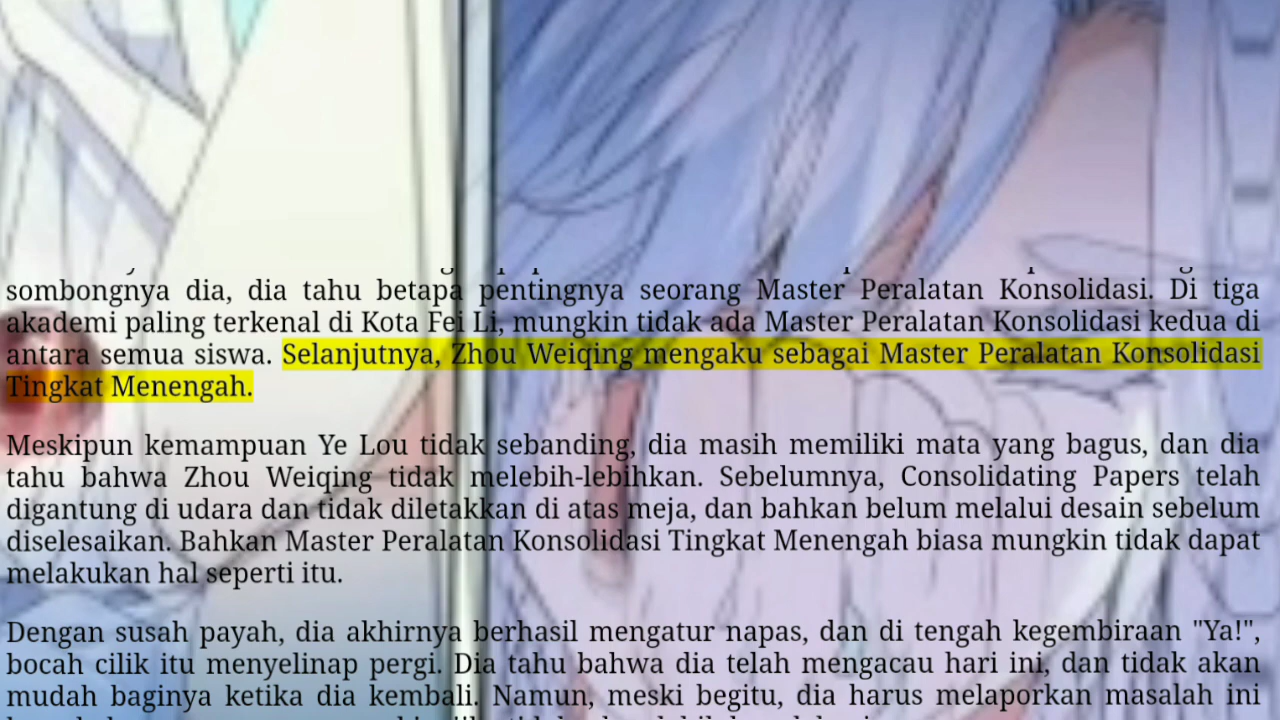 sombongnya dia, dia tahu betapa pentingnya seorang Master Peralatan Konsolidasi. Di tiga
akademi paling terkenal di Kota Fei Li, mungkin tidak ada Master Peralatan Konsolidasi kedua di
antara semua siswa. Selanjutnya, Zhou Weiqing mengaku sebagai Master Peralatan Konsolidasi
Tingkat Menengah.
Meskipun kemampuan Ye Lou tidak sebanding, dia masih memiliki mata yang bagus, dan dia
tahu bahwa Zhou Weiqing tidak melebih-lebihkan. Sebelumnya, Consolidating Papers telah
digantung di udara dan tidak diletakkan di atas meja, dan bahkan belum melalui desain sebelum
diselesaikan. Bahkan Master Peralatan Konsolidasi Tingkat Menengah biasa mungkin tidak dapat
melakukan hal seperti itu.
Dengan susah payah, dia akhirnya berhasil mengatur napas, dan di tengah kegembiraan "Ya!",
bocah cilik itu menyelinap pergi. Dia tahu bahwa dia telah mengacau hari ini, dan tidak akan
mudah baginya ketika dia kembali. Namun, meski begitu, dia harus melaporkan masalah ini